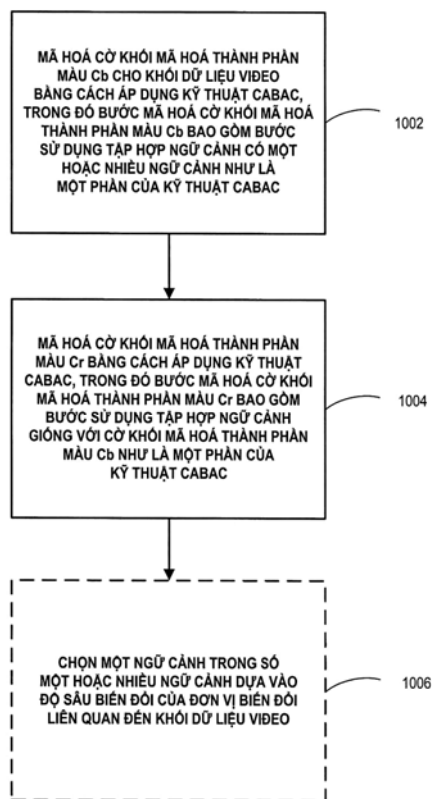 MÃ HOÁ CỜ KHỐI MÃ HOÁ THÀNH PHẦN
MÀU Cb CHO KHỐI DỮ LIỆU VIĐEO
BẰNG CÁCH ÁP DỤNG KỸ THUẬT CABAC,
TRONG ĐÓ BƯỚC MÃ HOÁ CỜ KHỐI MÃ HOÁ
THÀNH PHẦN MÀU Cb BAO GỒM BƯỚC
SỬ DỤNG TẬP HỢP NGỮ CẢNH CÓ MỘT
HOẶC NHIỀU NGỮ CẢNH NHƯ LÀ
MỘT PHẦN CỦA KỸ THUẬT CABAC
1002
MÃ HOÁ CỜ KHỐI MÃ HOÁ THÀNH PHẦN
MÀU Cr BẰNG CÁCH ÁP DỤNG KỸ THUẬT
CABAC, TRONG ĐÓ BƯỚC MÃ HOÁ CỜ KHỐI
MÃ HOÁ THÀNH PHẦN MÀU Cr BAO GỒM
BƯỚC SỬ DỤNG TẬP HỢP NGỮ CẢNH
GIỐNG VỚI CỜ KHỐI MÃ HOÁ THÀNH PHẦN
MÀU Cb NHƯ LÀ MỘT PHẦN CỦA
KỸ THUẬT CABAC
1004
CHỌN MỘT NGỮ CẢNH TRONG SỐ
MỘT HOẶC NHIỀU NGỮ CẢNH DỰA VÀO
ĐỘ SÂU BIẾN ĐỔI CỦA ĐƠN VỊ BIẾN ĐỔI
LIÊN QUAN ĐẾN KHỐI DỮ LIỆU VIĐEO
1006